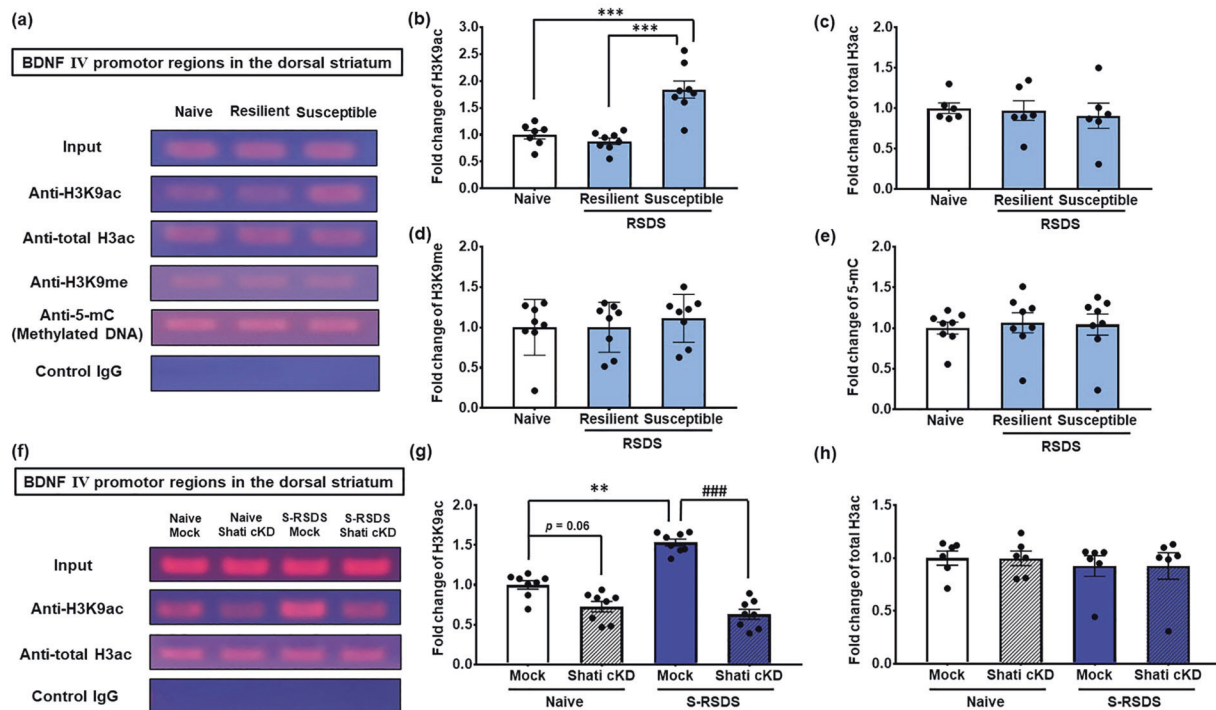 (a)
BDNF IV promotor regions in the dorsal striatum
Naive Resilient Susceptible
Input
Anti-H3K9ac
Anti-total H3ac
Anti-H3K9me
Anti-5-mC
(Methylated DNA)
Control IgG
(b)
Fold change of H3K9ac
3.0
2.5
2.0
1.5
1.0
0.5
0.0
***
***
Naive Resilient Susceptible
RSDS
(c)
Fold change of total H3ac
2.0
1.5
1.0
0.5
0.0
Naive Resilient Susceptible
RSDS
(d)
Fold change of H3K9me
2.0
1.5
1.0
0.5
0.0
Naive Resilient Susceptible
RSDS
(e)
Fold change of 5-mC
2.0
1.5
1.0
0.5
0.0
Naive Resilient Susceptible
RSDS
(f)
BDNF IV promotor regions in the dorsal striatum
Naive Naive S-RSDS S-RSDS
Mock Shati cKD Mock Shati cKD
Input
Anti-H3K9ac
Anti-total H3ac
Control IgG
(g)
Fold change of H3K9ac
2.0
1.5
1.0
0.5
0.0
** ###
p = 0.06
Mock Shati cKD Mock Shati cKD
Naive S-RSDS
(h)
Fold change of total H3ac
1.5
1.0
0.5
0.0
Mock Shati cKD Mock Shati cKD
Naive S-RSDS